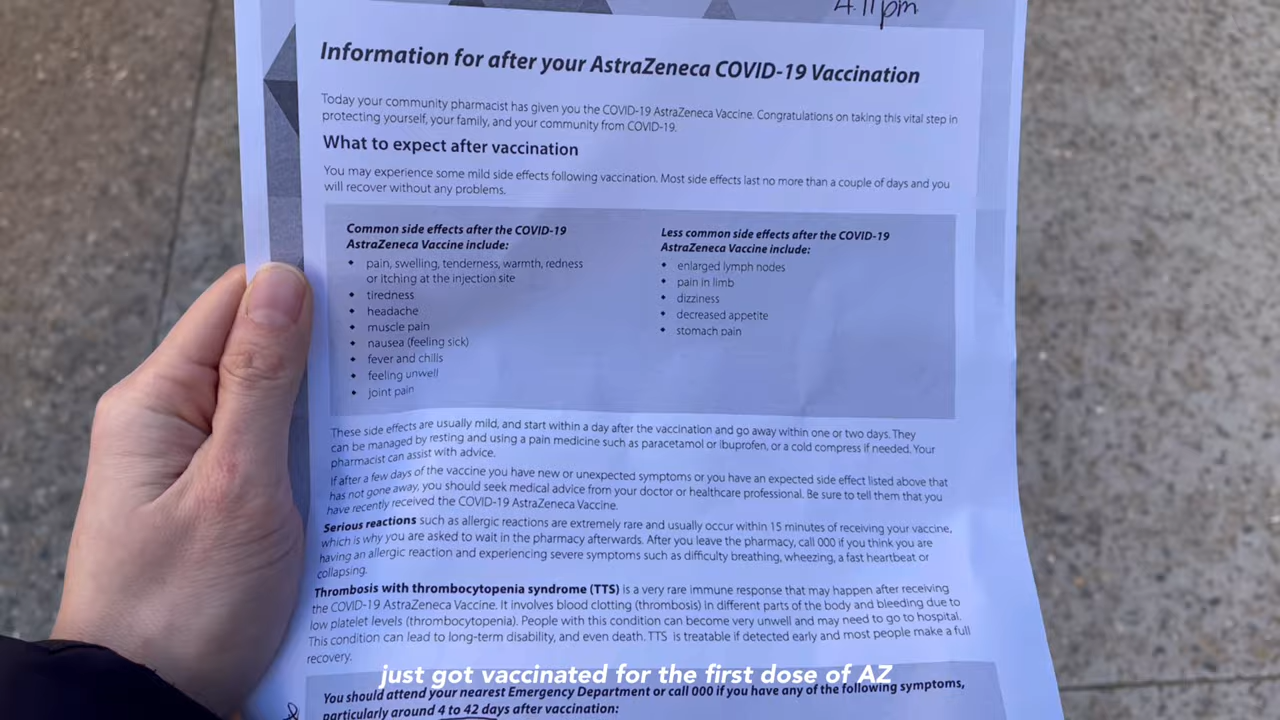 4.11pm
Information for after your AstraZeneca COVID-19 Vaccination
Today your community pharmacist has given you the COVID-19 AstraZeneca Vaccine. Congratulations on taking this vital step in
protecting yourself, your family, and your community from COVID-19.
What to expect after vaccination
You may experience some mild side effects following vaccination. Most side effects last no more than a couple of days and you
will recover without any problems.
Common side effects after the COVID-19
AstraZeneca Vaccine include:
• pain, swelling, tenderness, warmth, redness
or itching at the injection site
• tiredness
• headache
• muscle pain
• nausea (feeling sick)
• fever and chills
• feeling unwell
• joint pain
Less common side effects after the COVID-19
AstraZeneca Vaccine include:
• enlarged lymph nodes
• pain in limb
• dizziness
• decreased appetite
• stomach pain
These side effects are usually mild, and start within a day after the vaccination and go away within one or two days. They
can be managed by resting and using a pain medicine such as paracetamol or ibuprofen, or a cold compress if needed. Your
pharmacist can assist with advice.
If after a few days of the vaccine you have new or unexpected symptoms or you have an expected side effect listed above that
has not gone away, you should seek medical advice from your doctor or healthcare professional. Be sure to tell them that you
have recently received the COVID-19 AstraZeneca Vaccine.
Serious reactions such as allergic reactions are extremely rare and usually occur within 15 minutes of receiving your vaccine,
which is why you are asked to wait in the pharmacy afterwards. After you leave the pharmacy, call 000 if you think you are
having an allergic reaction and experiencing severe symptoms such as difficulty breathing, wheezing, a fast heartbeat or
collapsing.
Thrombosis with thrombocytopenia syndrome (TTS) is a very rare immune response that may happen after receiving
the COVID-19 AstraZeneca Vaccine. It involves blood clotting (thrombosis) in different parts of the body and bleeding due to
low platelet levels (thrombocytopenia). People with this condition can become very unwell and may need to go to hospital.
This condition can lead to long-term disability, and even death. TTS is treatable if detected early and most people make a full
recovery.
just got vaccinated for the first dose of AZ
You should attend your nearest Emergency Department or call 000 if you have any of the following symptoms,
particularly around 4 to 42 days after vaccination: